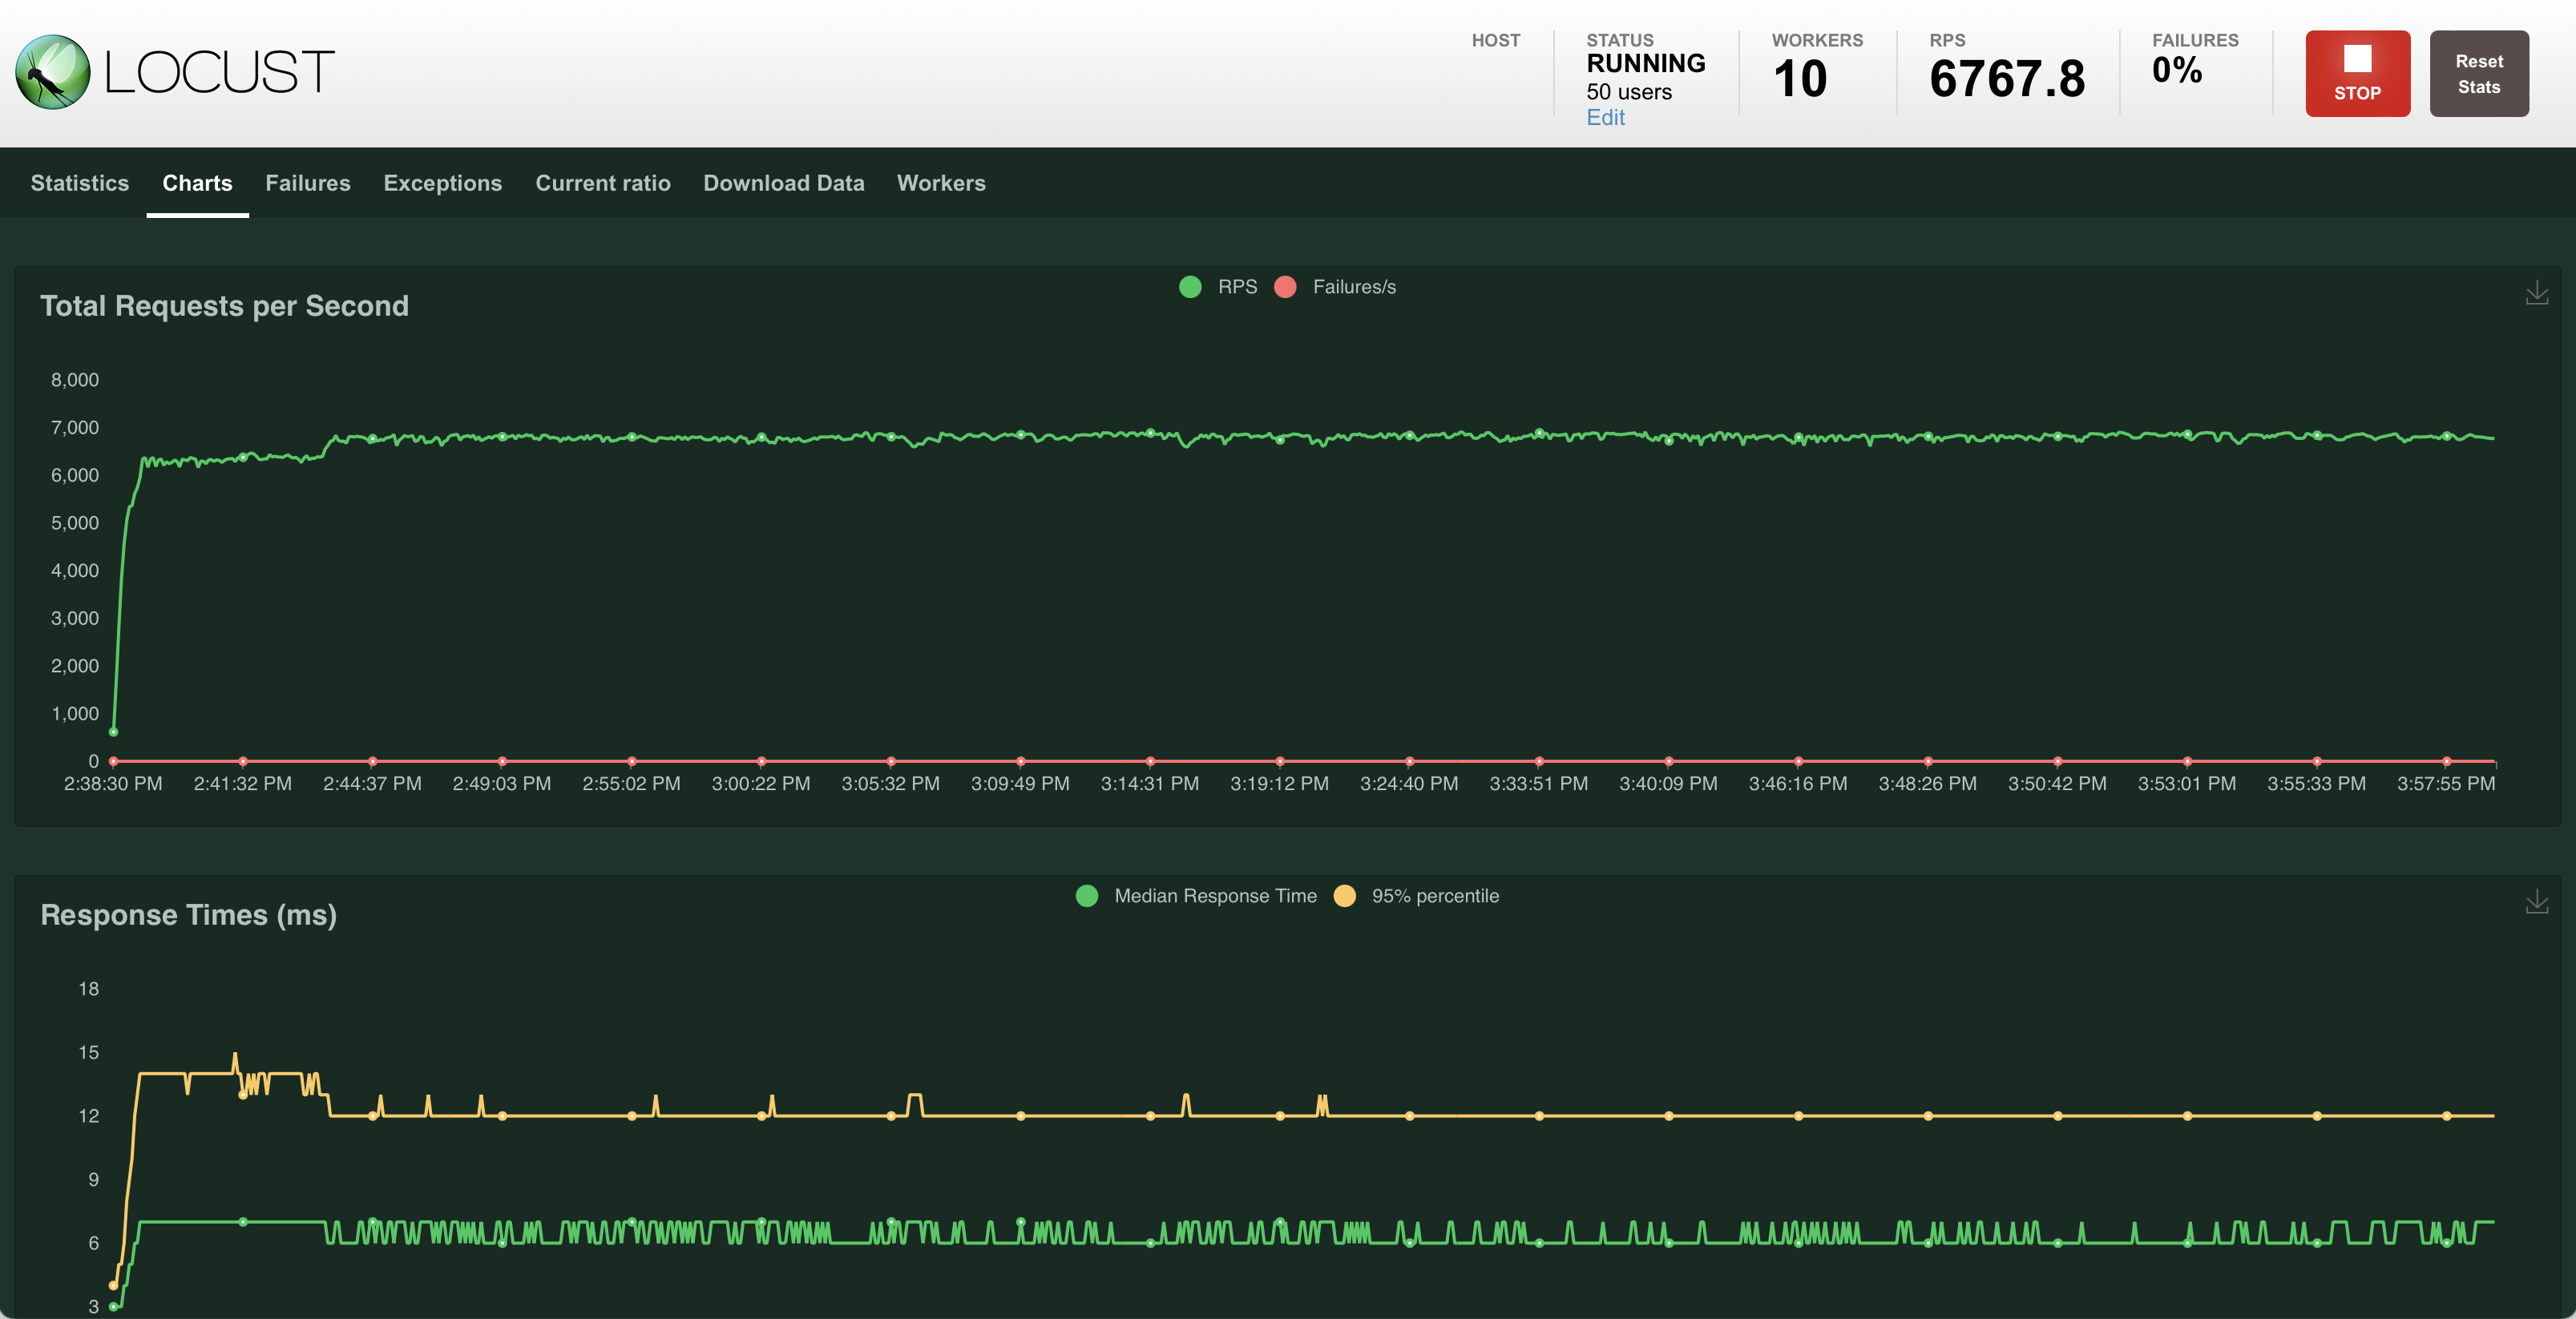 LOCUST
HOST
STATUS
RUNNING
50 users
Edit
WORKERS
10
RPS
6767.8
FAILURES
0%
STOP
Reset
Stats
Statistics Charts Failures Exceptions Current ratio Download Data Workers
Total Requests per Second
RPS Failures/s
8,000
7,000
6,000
5,000
4,000
3,000
2,000
1,000
0
2:38:30 PM 2:41:32 PM 2:44:37 PM 2:49:03 PM 2:55:02 PM 3:00:22 PM 3:05:32 PM 3:09:49 PM 3:14:31 PM 3:19:12 PM 3:24:40 PM 3:33:51 PM 3:40:09 PM 3:46:16 PM 3:48:26 PM 3:50:42 PM 3:53:01 PM 3:55:33 PM 3:57:55 PM
Response Times (ms)
Median Response Time 95% percentile
18
15
12
9
6
3